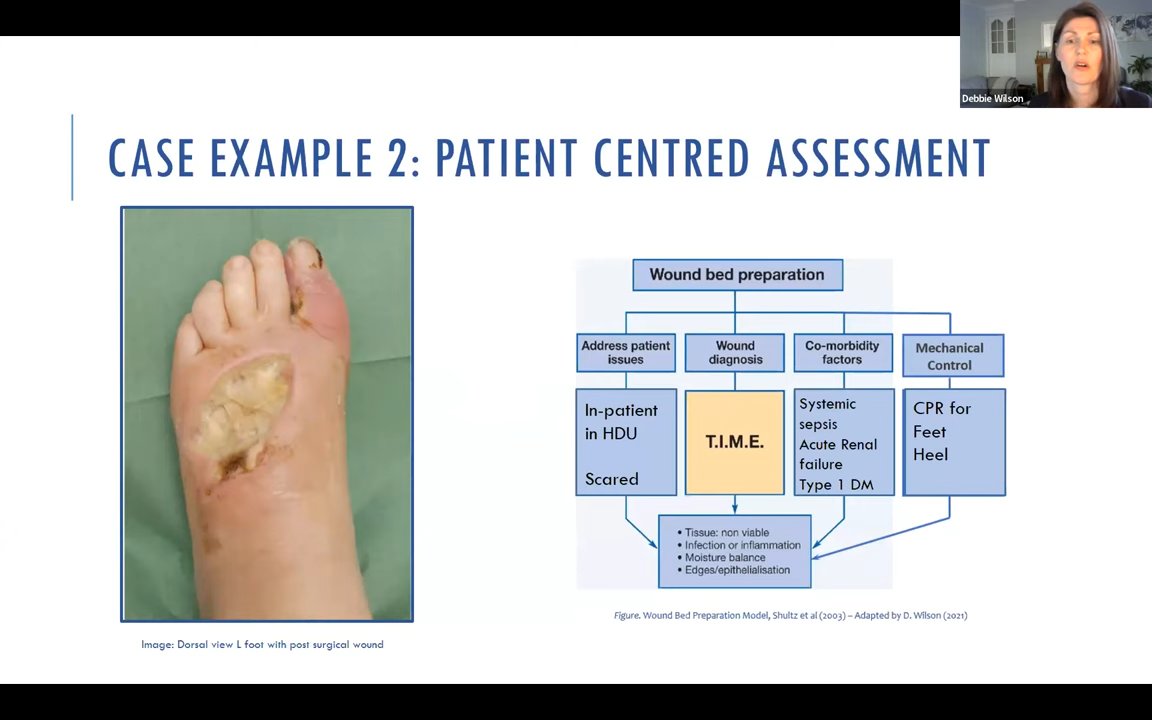 Debbie Wilson
CASE EXAMPLE 2: PATIENT CENTRED ASSESSMENT
Wound bed preparation
Address patient
issues
Wound
diagnosis
Co-morbidity
factors
Mechanical
Control
In-patient
in HDU
Scared
T.I.M.E.
Systemic
sepsis
Acute Renal
failure
Type 1 DM
CPR for
Feet
Heel
• Tissue: non viable
• Infection or inflammation
• Moisture balance
• Edges/epithelialisation
Figure. Wound Bed Preparation Model, Shultz et al (2003) – Adapted by D. Wilson (2021)
Image: Dorsal view L foot with post surgical wound